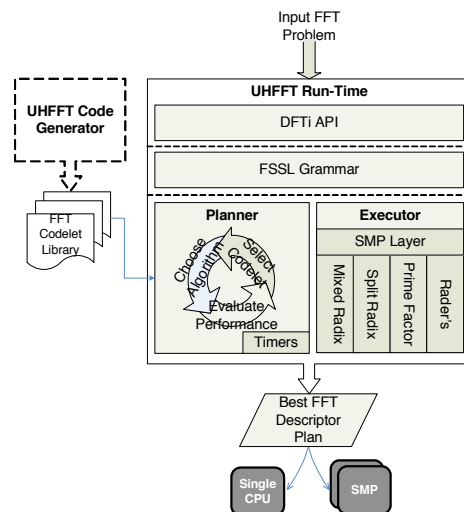 Input FFT
Problem
UHFFT Run-Time
DFTi API
UHFFT Code
Generator
FSSL Grammar
FFT
Codelet
Library
Planner
Choose
Algorithm
Select
Codelet
Evaluate
Performance
Timers
Executor
SMP Layer
Mixed Radix
Split Radix
Prime Factor
Rader's
Best FFT
Descriptor
Plan
Single
CPU
SMP